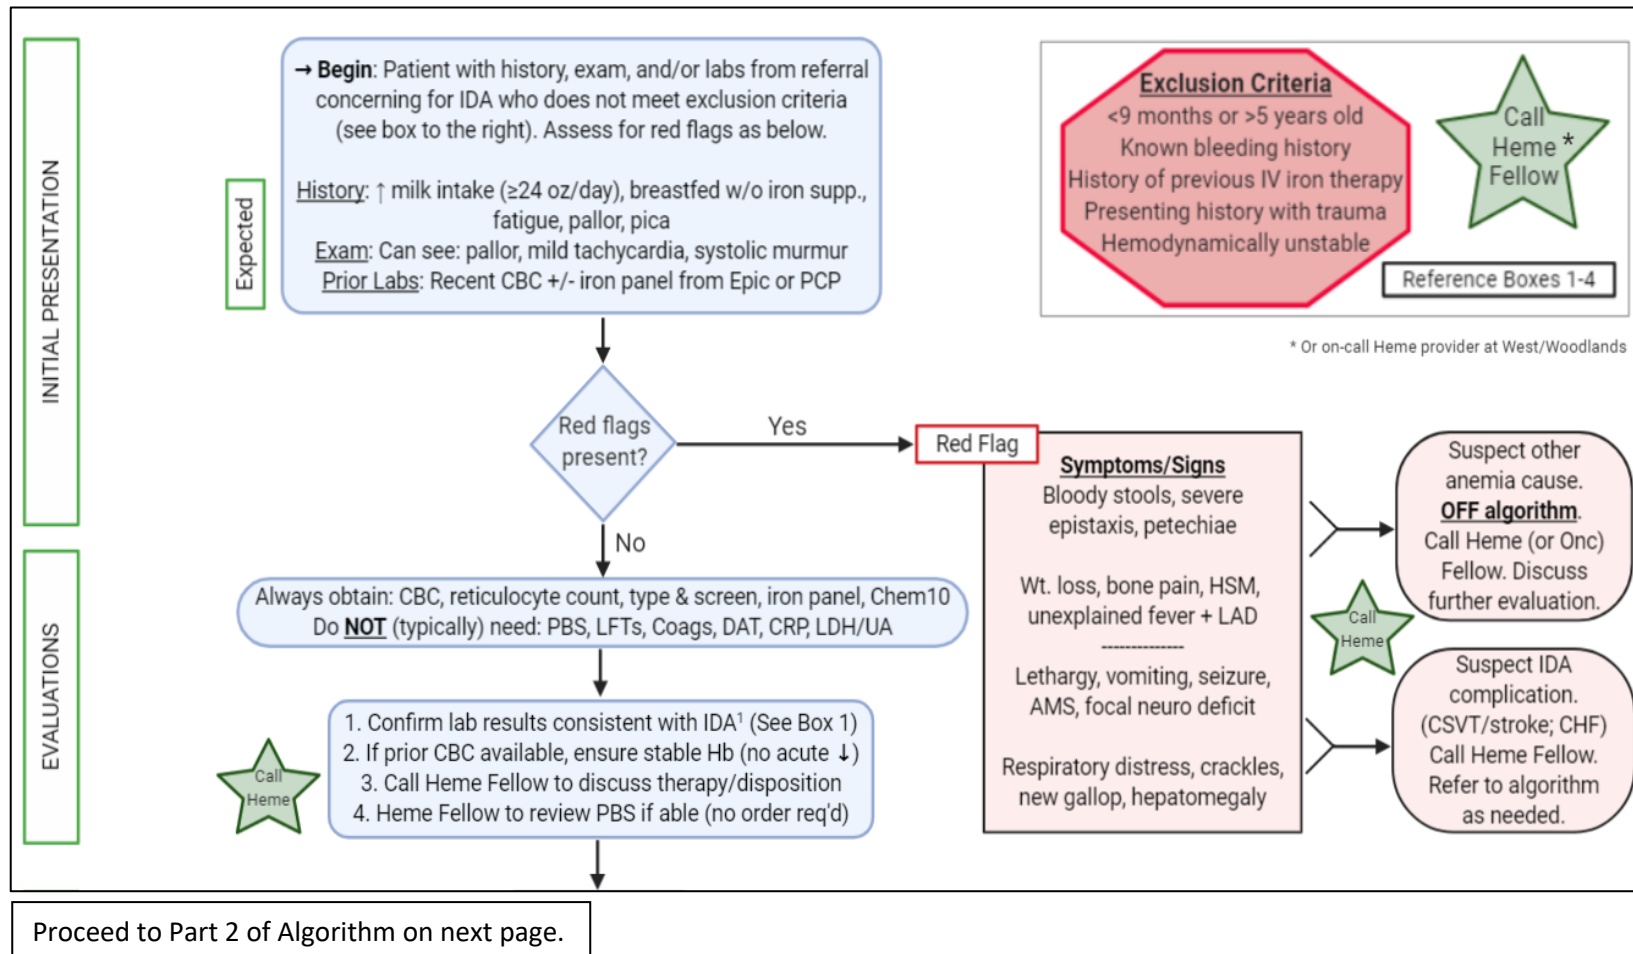 INITIAL PRESENTATION
Expected
→ Begin: Patient with history, exam, and/or labs from referral
concerning for IDA who does not meet exclusion criteria
(see box to the right). Assess for red flags as below.
History: ↑ milk intake (≥24 oz/day), breastfed w/o iron supp.,
fatigue, pallor, pica
Exam: Can see: pallor, mild tachycardia, systolic murmur
Prior Labs: Recent CBC +/- iron panel from Epic or PCP
Exclusion Criteria
<9 months or >5 years old
Known bleeding history
History of previous IV iron therapy
Presenting history with trauma
Hemodynamically unstable
Call
Heme *
Fellow
Reference Boxes 1-4
* Or on-call Heme provider at West/Woodlands
Red flags
present?
Yes
No
Red Flag
Symptoms/Signs
Bloody stools, severe
epistaxis, petechiae
Wt. loss, bone pain, HSM,
unexplained fever + LAD
--------------
Lethargy, vomiting, seizure,
AMS, focal neuro deficit
Respiratory distress, crackles,
new gallop, hepatomegaly
Suspect other
anemia cause.
OFF algorithm.
Call Heme (or Onc)
Fellow. Discuss
further evaluation.
Call
Heme
Suspect IDA
complication.
(CSVT/stroke; CHF)
Call Heme Fellow.
Refer to algorithm
as needed.
EVALUATIONS
Always obtain: CBC, reticulocyte count, type & screen, iron panel, Chem10
Do NOT (typically) need: PBS, LFTs, Coags, DAT, CRP, LDH/UA
Call
Heme
1. Confirm lab results consistent with IDA¹ (See Box 1)
2. If prior CBC available, ensure stable Hb (no acute ↓)
3. Call Heme Fellow to discuss therapy/disposition
4. Heme Fellow to review PBS if able (no order req'd)
Proceed to Part 2 of Algorithm on next page.